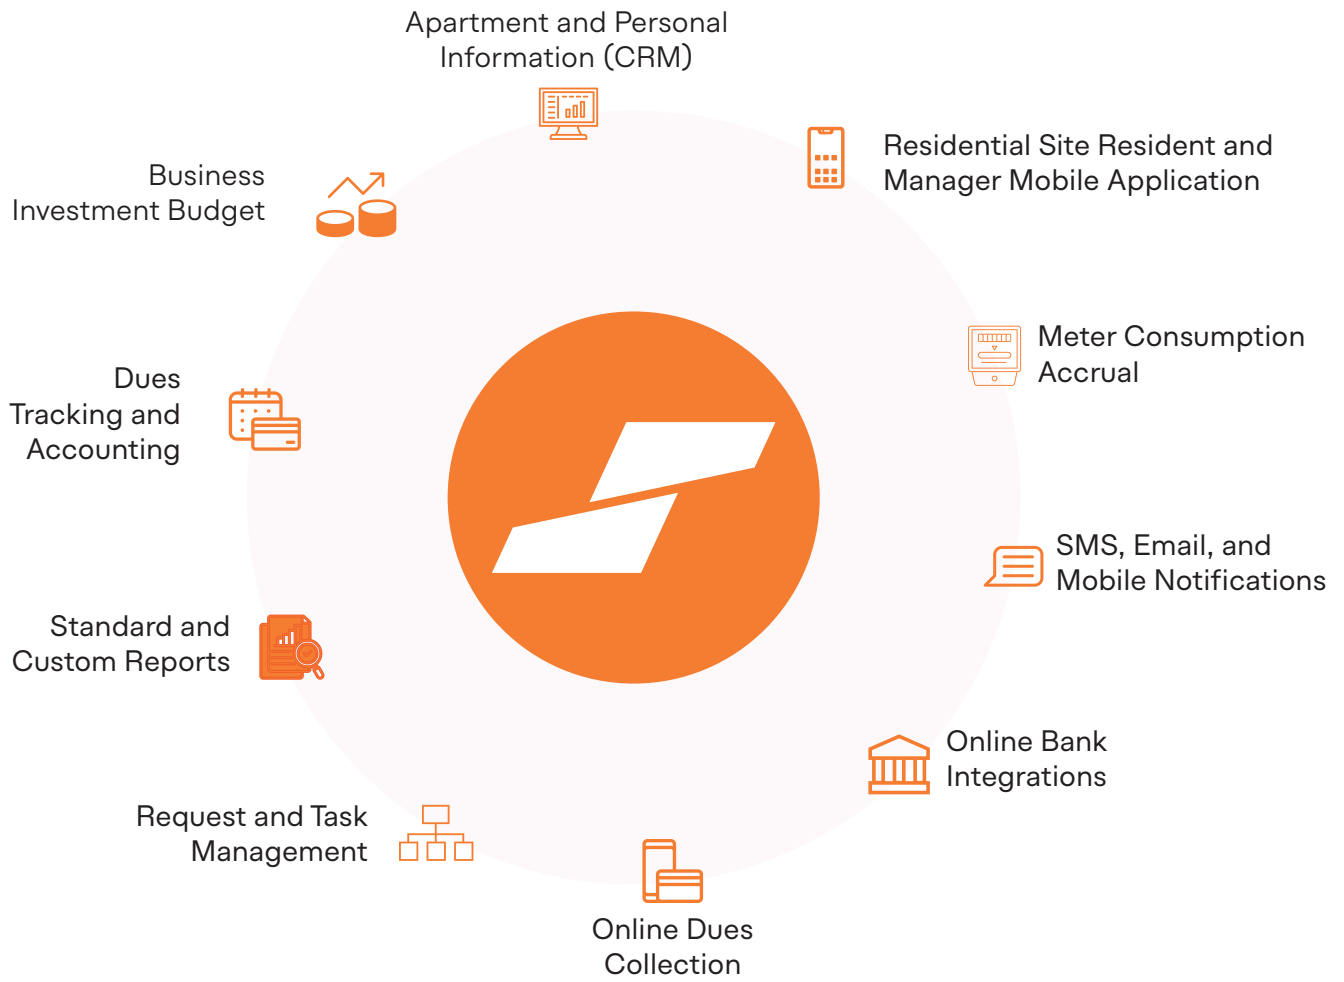 Apartment and Personal
Information (CRM)
Residential Site Resident and
Manager Mobile Application
Meter Consumption
Accrual
SMS, Email, and
Mobile Notifications
Online Bank
Integrations
Online Dues
Collection
Request and Task
Management
Standard and
Custom Reports
Dues
Tracking and
Accounting
Business
Investment Budget